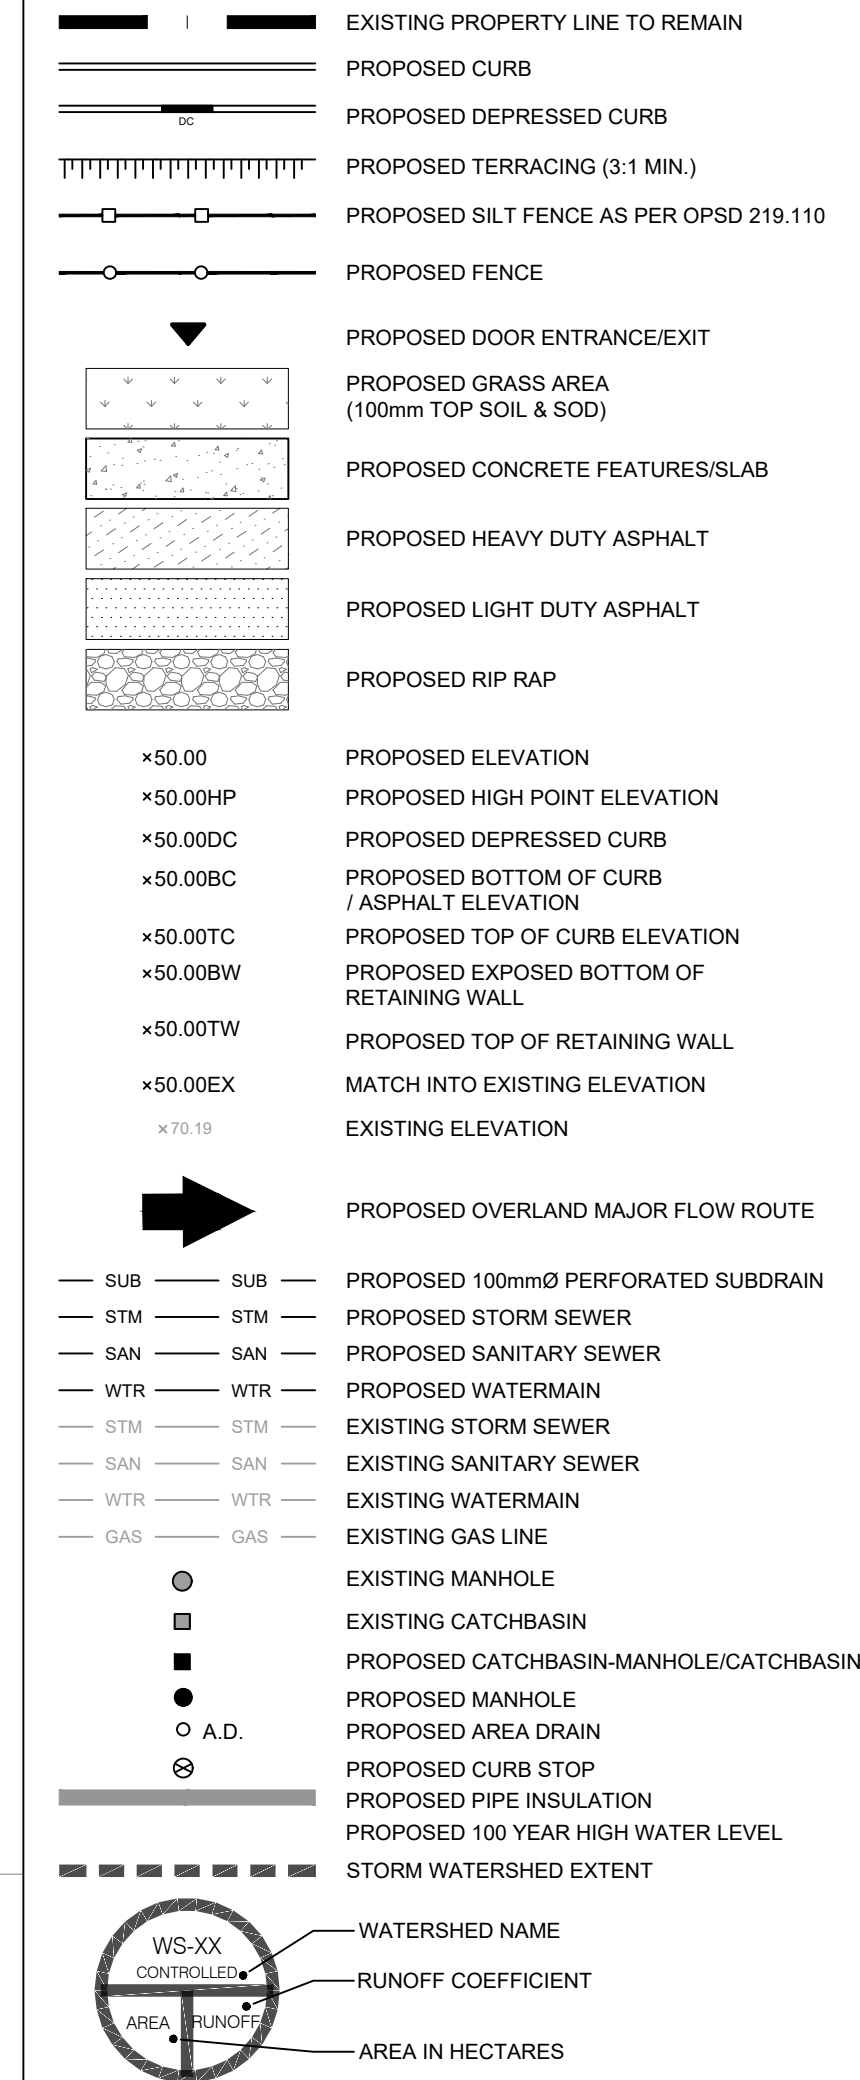 EXISTING PROPERTY LINE TO REMAIN
PROPOSED CURB
DC
PROPOSED DEPRESSED CURB
PROPOSED TERRACING (3:1 MIN.)
PROPOSED SILT FENCE AS PER OPSD 219.110
PROPOSED FENCE
PROPOSED DOOR ENTRANCE/EXIT
PROPOSED GRASS AREA
(100mm TOP SOIL & SOD)
PROPOSED CONCRETE FEATURES/SLAB
PROPOSED HEAVY DUTY ASPHALT
PROPOSED LIGHT DUTY ASPHALT
PROPOSED RIP RAP
×50.00 PROPOSED ELEVATION
×50.00HP PROPOSED HIGH POINT ELEVATION
×50.00DC PROPOSED DEPRESSED CURB
×50.00BC PROPOSED BOTTOM OF CURB
/ ASPHALT ELEVATION
×50.00TC PROPOSED TOP OF CURB ELEVATION
×50.00BW PROPOSED EXPOSED BOTTOM OF
RETAINING WALL
×50.00TW PROPOSED TOP OF RETAINING WALL
×50.00EX MATCH INTO EXISTING ELEVATION
×70.19 EXISTING ELEVATION
PROPOSED OVERLAND MAJOR FLOW ROUTE
SUB SUB PROPOSED 100mmØ PERFORATED SUBDRAIN
STM STM PROPOSED STORM SEWER
SAN SAN PROPOSED SANITARY SEWER
WTR WTR PROPOSED WATERMAIN
STM STM EXISTING STORM SEWER
SAN SAN EXISTING SANITARY SEWER
WTR WTR EXISTING WATERMAIN
GAS GAS EXISTING GAS LINE
EXISTING MANHOLE
EXISTING CATCHBASIN
PROPOSED CATCHBASIN-MANHOLE/CATCHBASIN
PROPOSED MANHOLE
A.D. PROPOSED AREA DRAIN
PROPOSED CURB STOP
PROPOSED PIPE INSULATION
PROPOSED 100 YEAR HIGH WATER LEVEL
STORM WATERSHED EXTENT
WATERSHED NAME
WS-XX
CONTROLLED
RUNOFF COEFFICIENT
AREA RUNOFF
AREA IN HECTARES